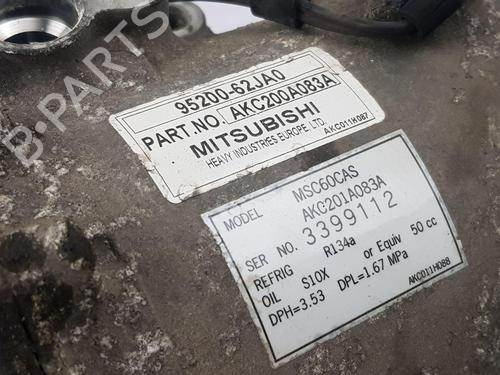 B-PARTS
95200-62JA0
PART.NO. AKC200A083A
MITSUBISHI
HEAVY INDUSTRIES EUROPE, LTD.
AKC011H087
MODEL MSC60CAS
AKC201A083A
SER NO. 3399112
REFRIG R134a
OIL S10X or Equiv 50 cc
DPH=3.53 DPL=1.67 MPa
AKC011H088